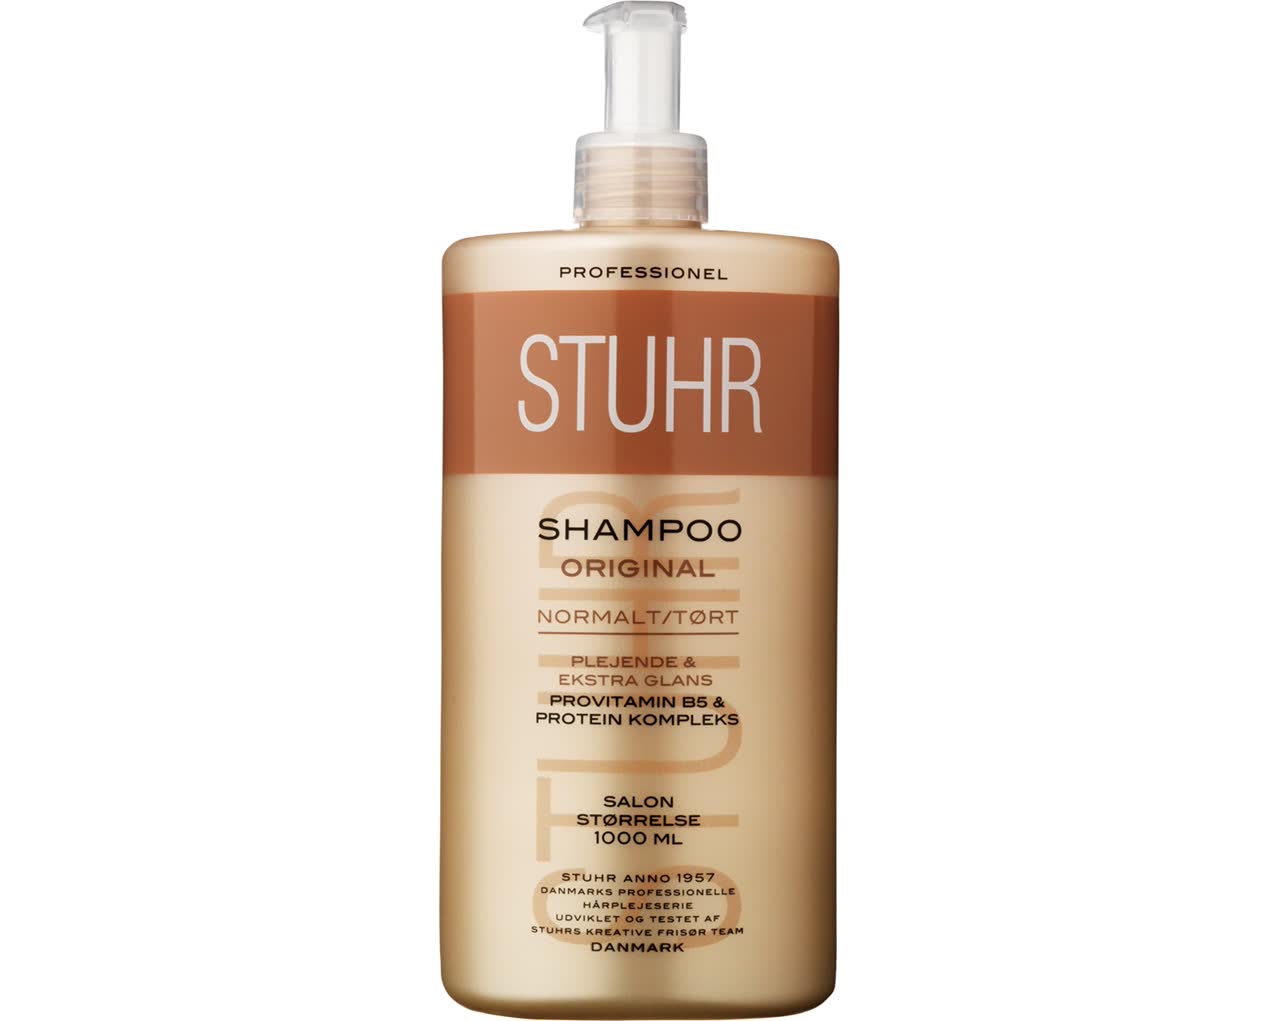 PROFESSIONEL
STUHR
SHAMPOO
ORIGINAL
NORMALT/TØRT
PLEJENDE &
EKSTRA GLANS
PROVITAMIN B5 &
PROTEIN KOMPLEKS
STUHR
SALON
STØRRELSE
1000 ML
STUHR ANNO 1957
DANMARKS PROFESSIONELLE
HÅRPLEJESERIE
UDVIKLET OG TESTET AF
STUHRS KREATIVE FRISØR TEAM
DANMARK